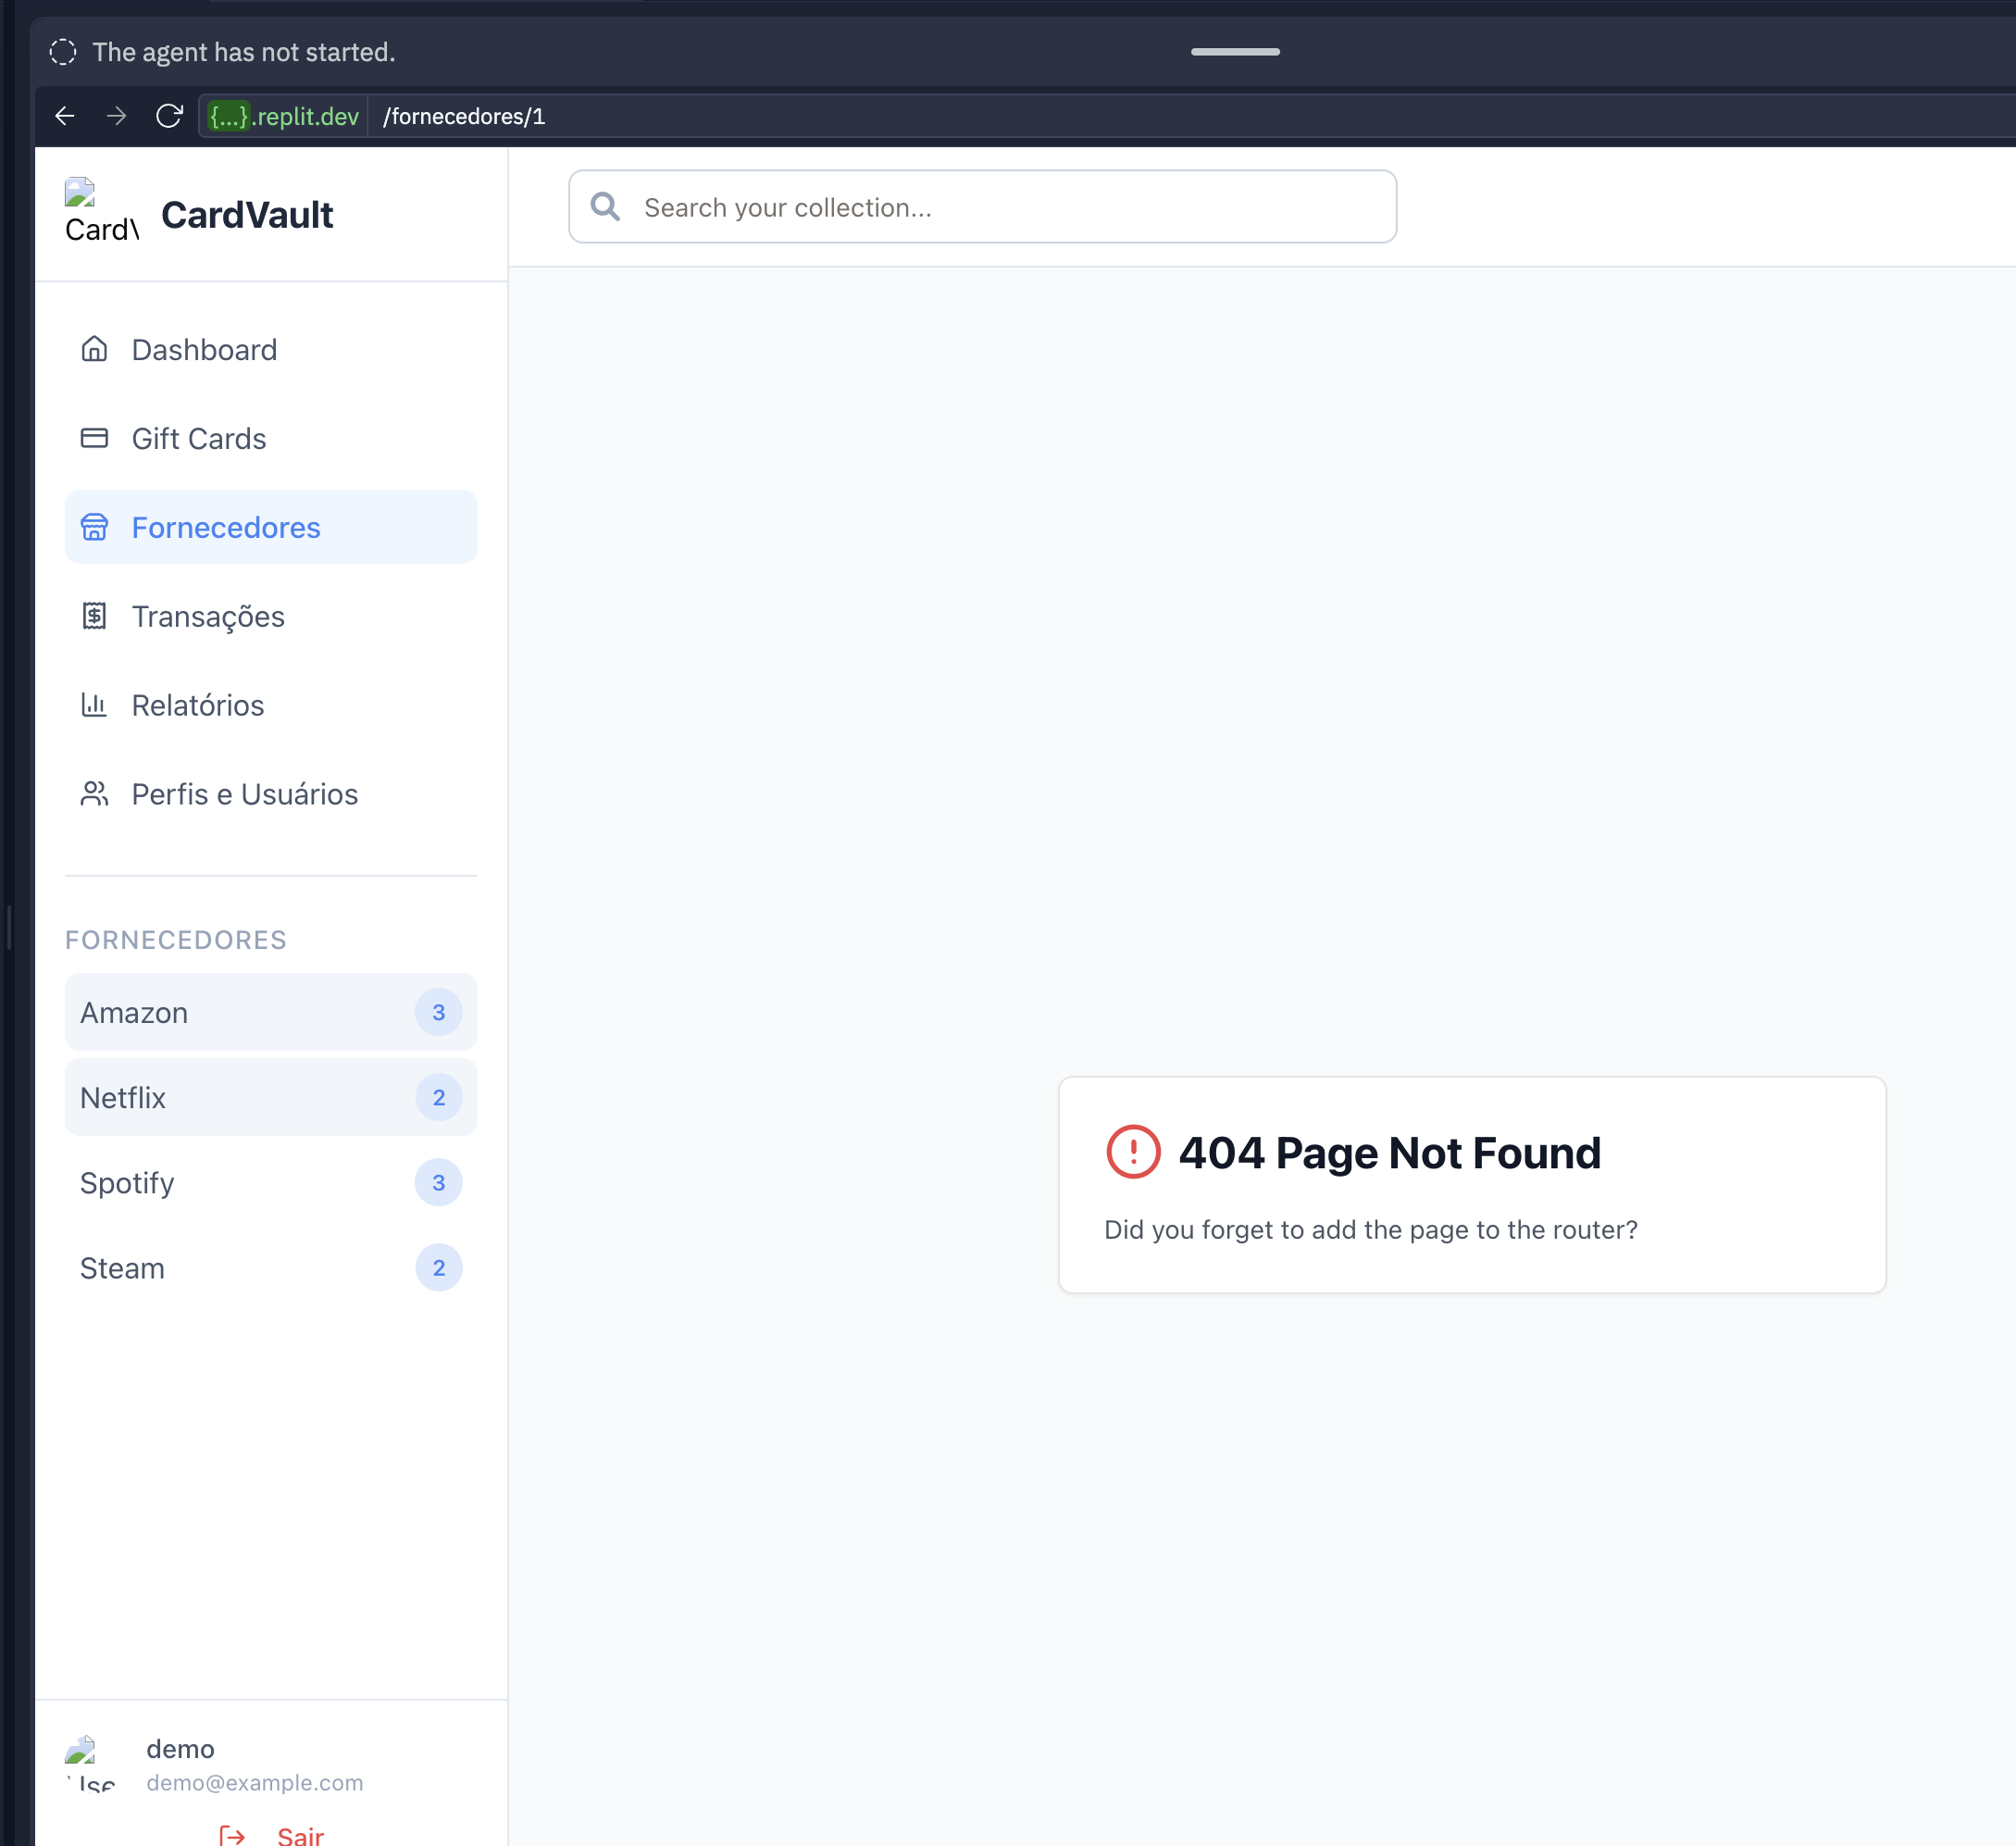 The agent has not started.
{...}.replit.dev /fornecedores/1
CardV
CardVault
Search your collection...
Dashboard
Gift Cards
Fornecedores
Transações
Relatórios
Perfis e Usuários
FORNECEDORES
Amazon 3
Netflix 2
Spotify 3
Steam 2
404 Page Not Found
Did you forget to add the page to the router?
demo
Use
demo@example.com
Sair